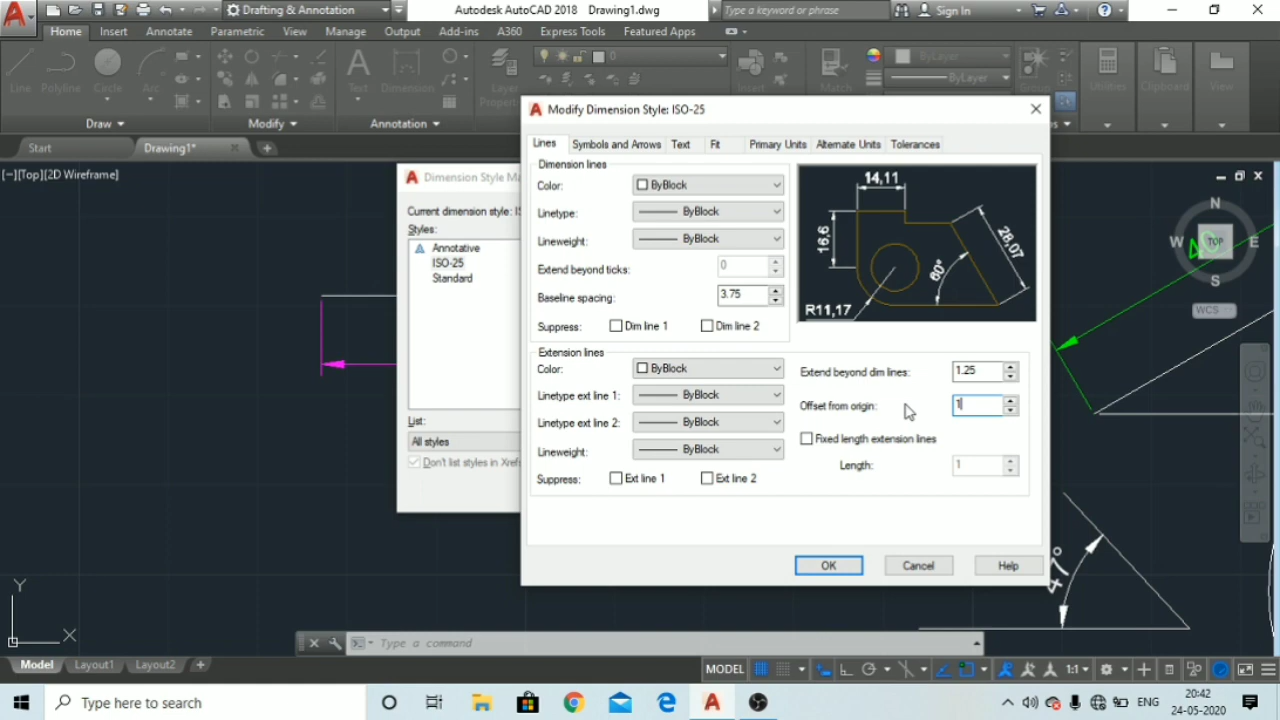 Drafting & Annotation
Autodesk AutoCAD 2018 Drawing1.dwg
Type a keyword or phrase
Sign In
Home Insert Annotate Parametric View Manage Output Add-ins A360 Express Tools Featured Apps
0
ByLayer
Line Polyline Circle Arc
Text Dimension
Layer Properties
Insert
Match
ByLayer
Group
Utilities Clipboard View
Draw Modify Annotation
Start Drawing1*
[−][Top][2D Wireframe]
Dimension Style Ma
Current dimension style: IS
Styles:
Annotative
ISO-25
Standard
List:
All styles
Don't list styles in Xref
Modify Dimension Style: ISO-25
Lines Symbols and Arrows Text Fit Primary Units Alternate Units Tolerances
Dimension lines
Color: ByBlock
Linetype: ByBlock
Lineweight: ByBlock
Extend beyond ticks: 0
Baseline spacing: 3.75
Suppress: Dim line 1 Dim line 2
14,11
16,6
28,07
60°
R11,17
Extension lines
Color: ByBlock
Linetype ext line 1: ByBlock
Linetype ext line 2: ByBlock
Lineweight: ByBlock
Suppress: Ext line 1 Ext line 2
Extend beyond dim lines: 1.25
Offset from origin: 1
Fixed length extension lines
Length: 1
OK Cancel Help
N
W TOP E
S
WCS
47°
Y
X
Type a command
Model Layout1 Layout2 +
MODEL 1:1
Type here to search
ENG
20:42
24-05-2020